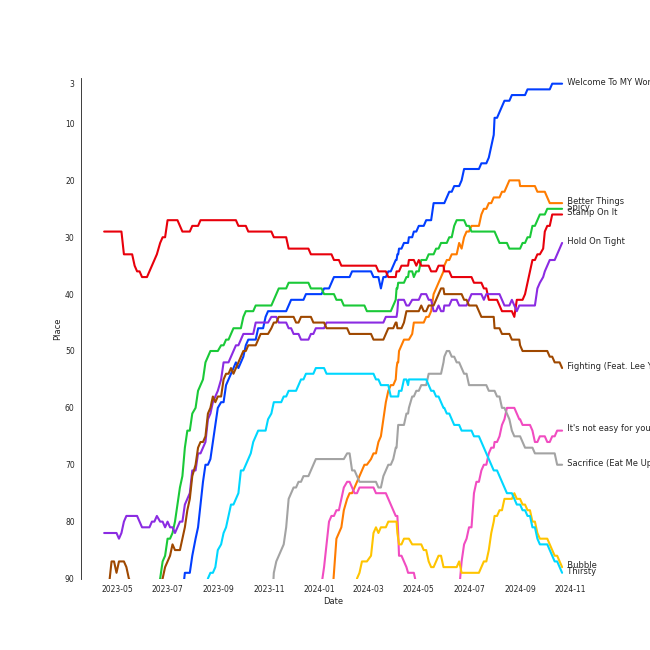 3
Welcome To MY Wor
10
20
Better Things
Spicy
Stamp On It
30
Hold On Tight
40
Place
50
Fighting (Feat. Lee Y
60
It's not easy for you
70
Sacrifice (Eat Me Up
80
Bubble
Thirsty
90
2023-05 2023-07 2023-09 2023-11 2024-01 2024-03 2024-05 2024-07 2024-09 2024-11
Date